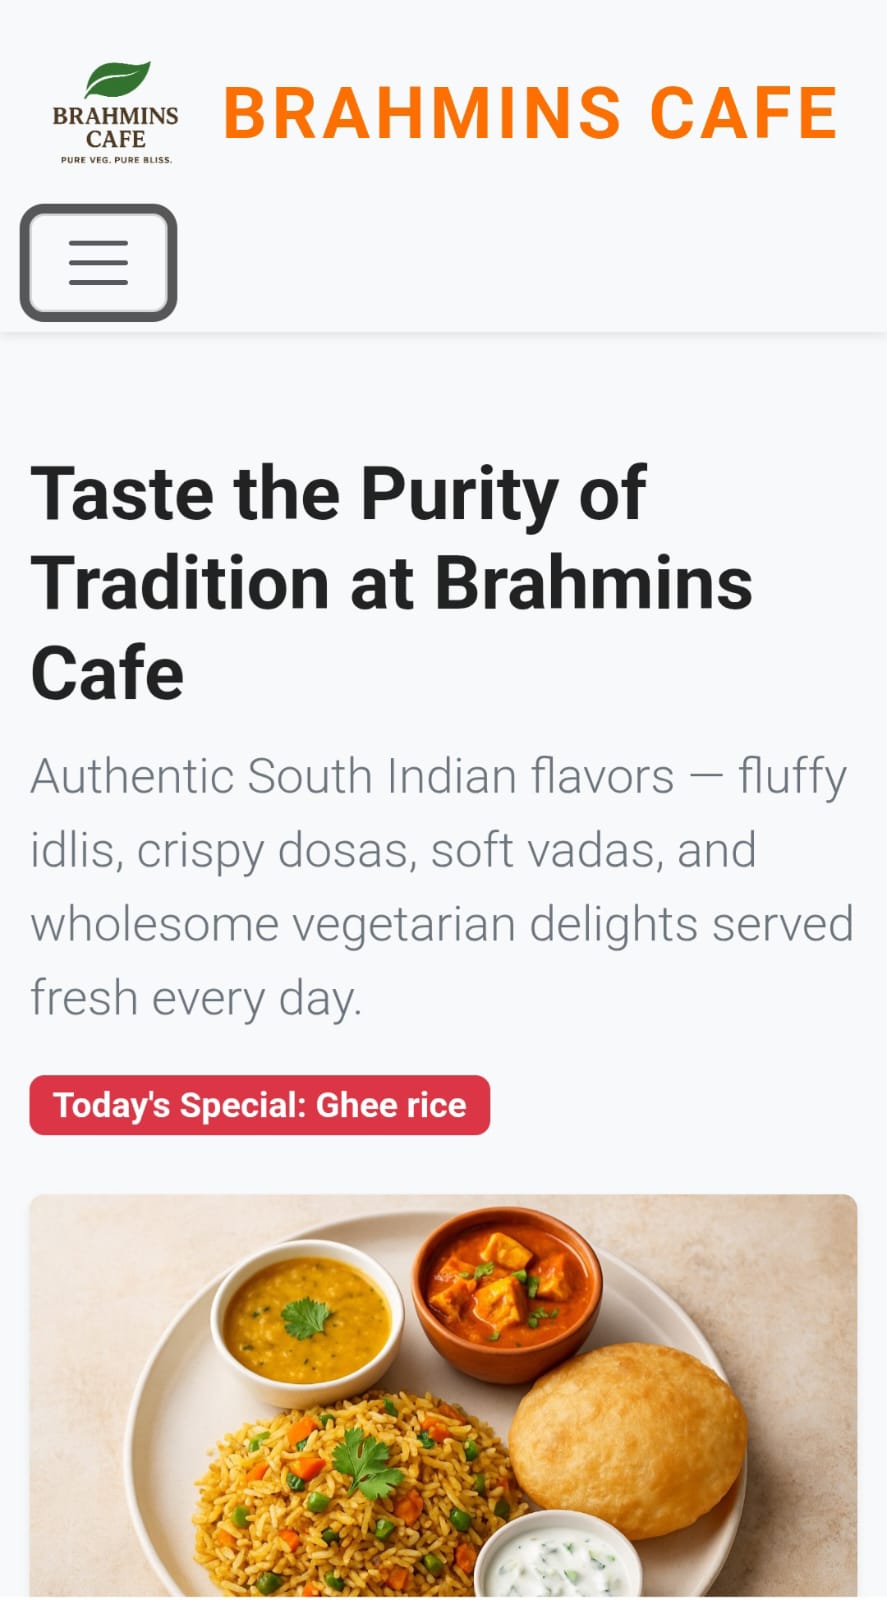 BRAHMINS
CAFE
PURE VEG. PURE BLISS.
BRAHMINS CAFE
Taste the Purity of
Tradition at Brahmins
Cafe
Authentic South Indian flavors — fluffy
idlis, crispy dosas, soft vadas, and
wholesome vegetarian delights served
fresh every day.
Today's Special: Ghee rice